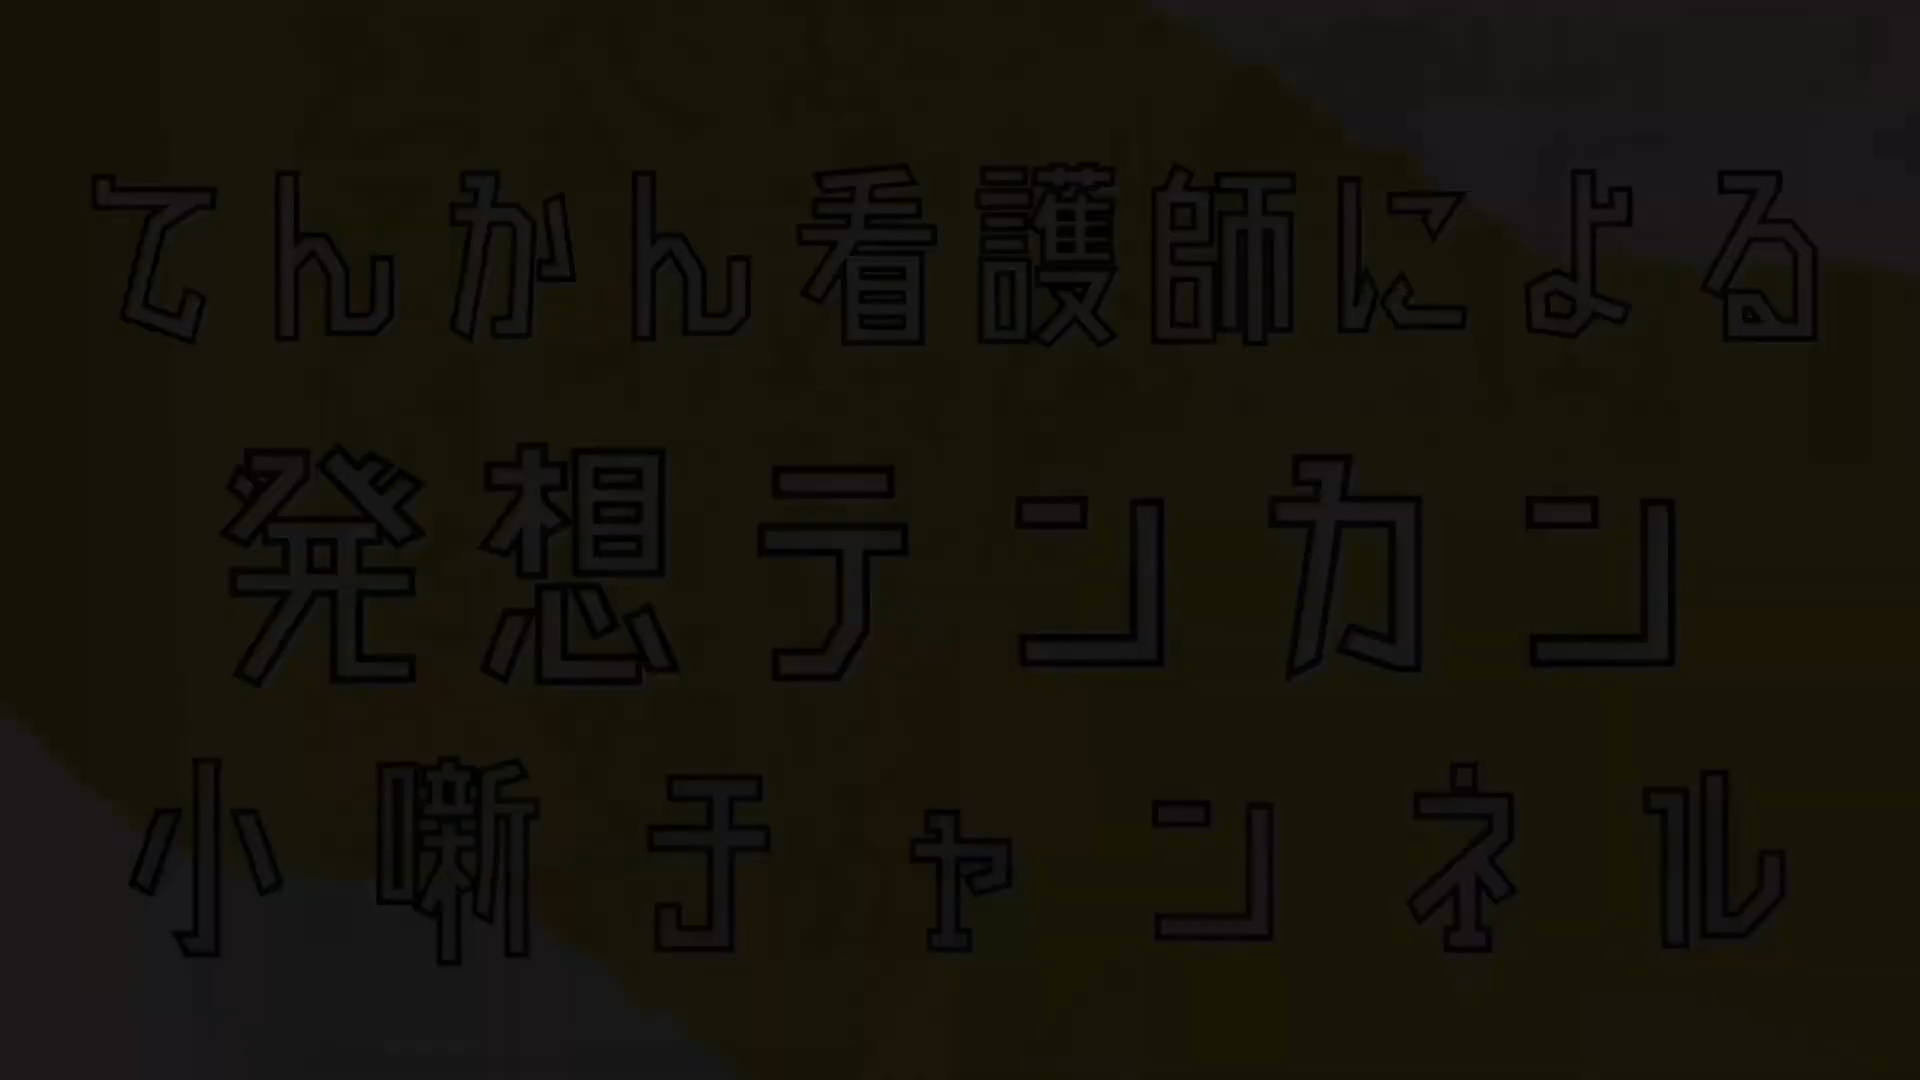 てんかん看護師による
発想テンカン
小噺チャンネル